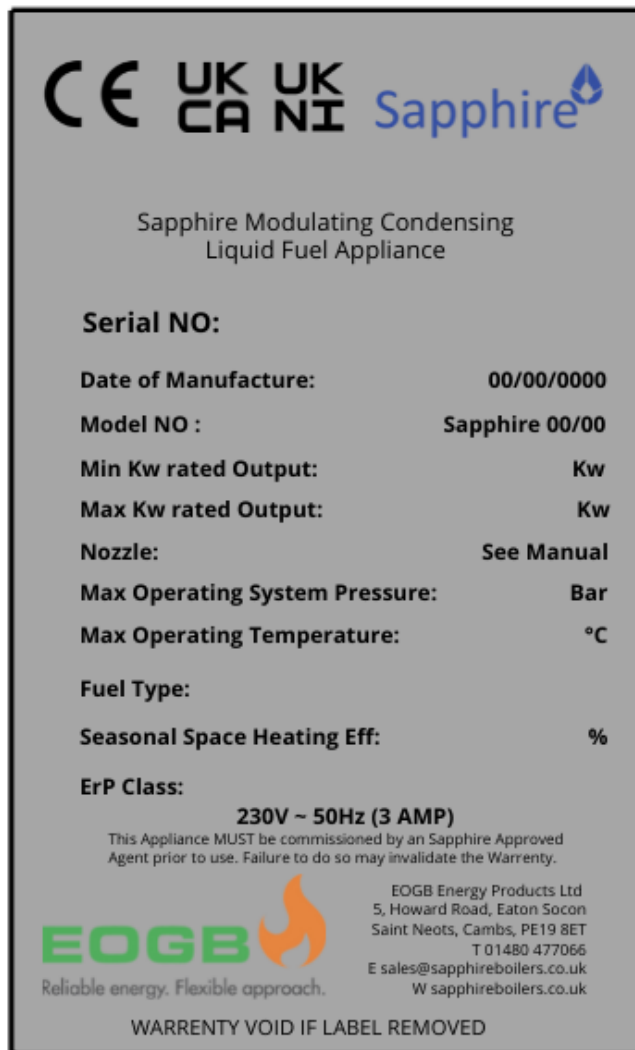 CE UK CA UK NI Sapphire
Sapphire Modulating Condensing
Liquid Fuel Appliance
Serial NO:
Date of Manufacture: 00/00/0000
Model NO : Sapphire 00/00
Min Kw rated Output: Kw
Max Kw rated Output: Kw
Nozzle: See Manual
Max Operating System Pressure: Bar
Max Operating Temperature: °C
Fuel Type:
Seasonal Space Heating Eff: %
ErP Class:
230V ~ 50Hz (3 AMP)
This Appliance MUST be commissioned by an Sapphire Approved
Agent prior to use. Failure to do so may invalidate the Warrenty.
EOGB
Reliable energy. Flexible approach.
EOGB Energy Products Ltd
5, Howard Road, Eaton Socon
Saint Neots, Cambs, PE19 8ET
T 01480 477066
E sales@sapphireboilers.co.uk
W sapphireboilers.co.uk
WARRENTY VOID IF LABEL REMOVED